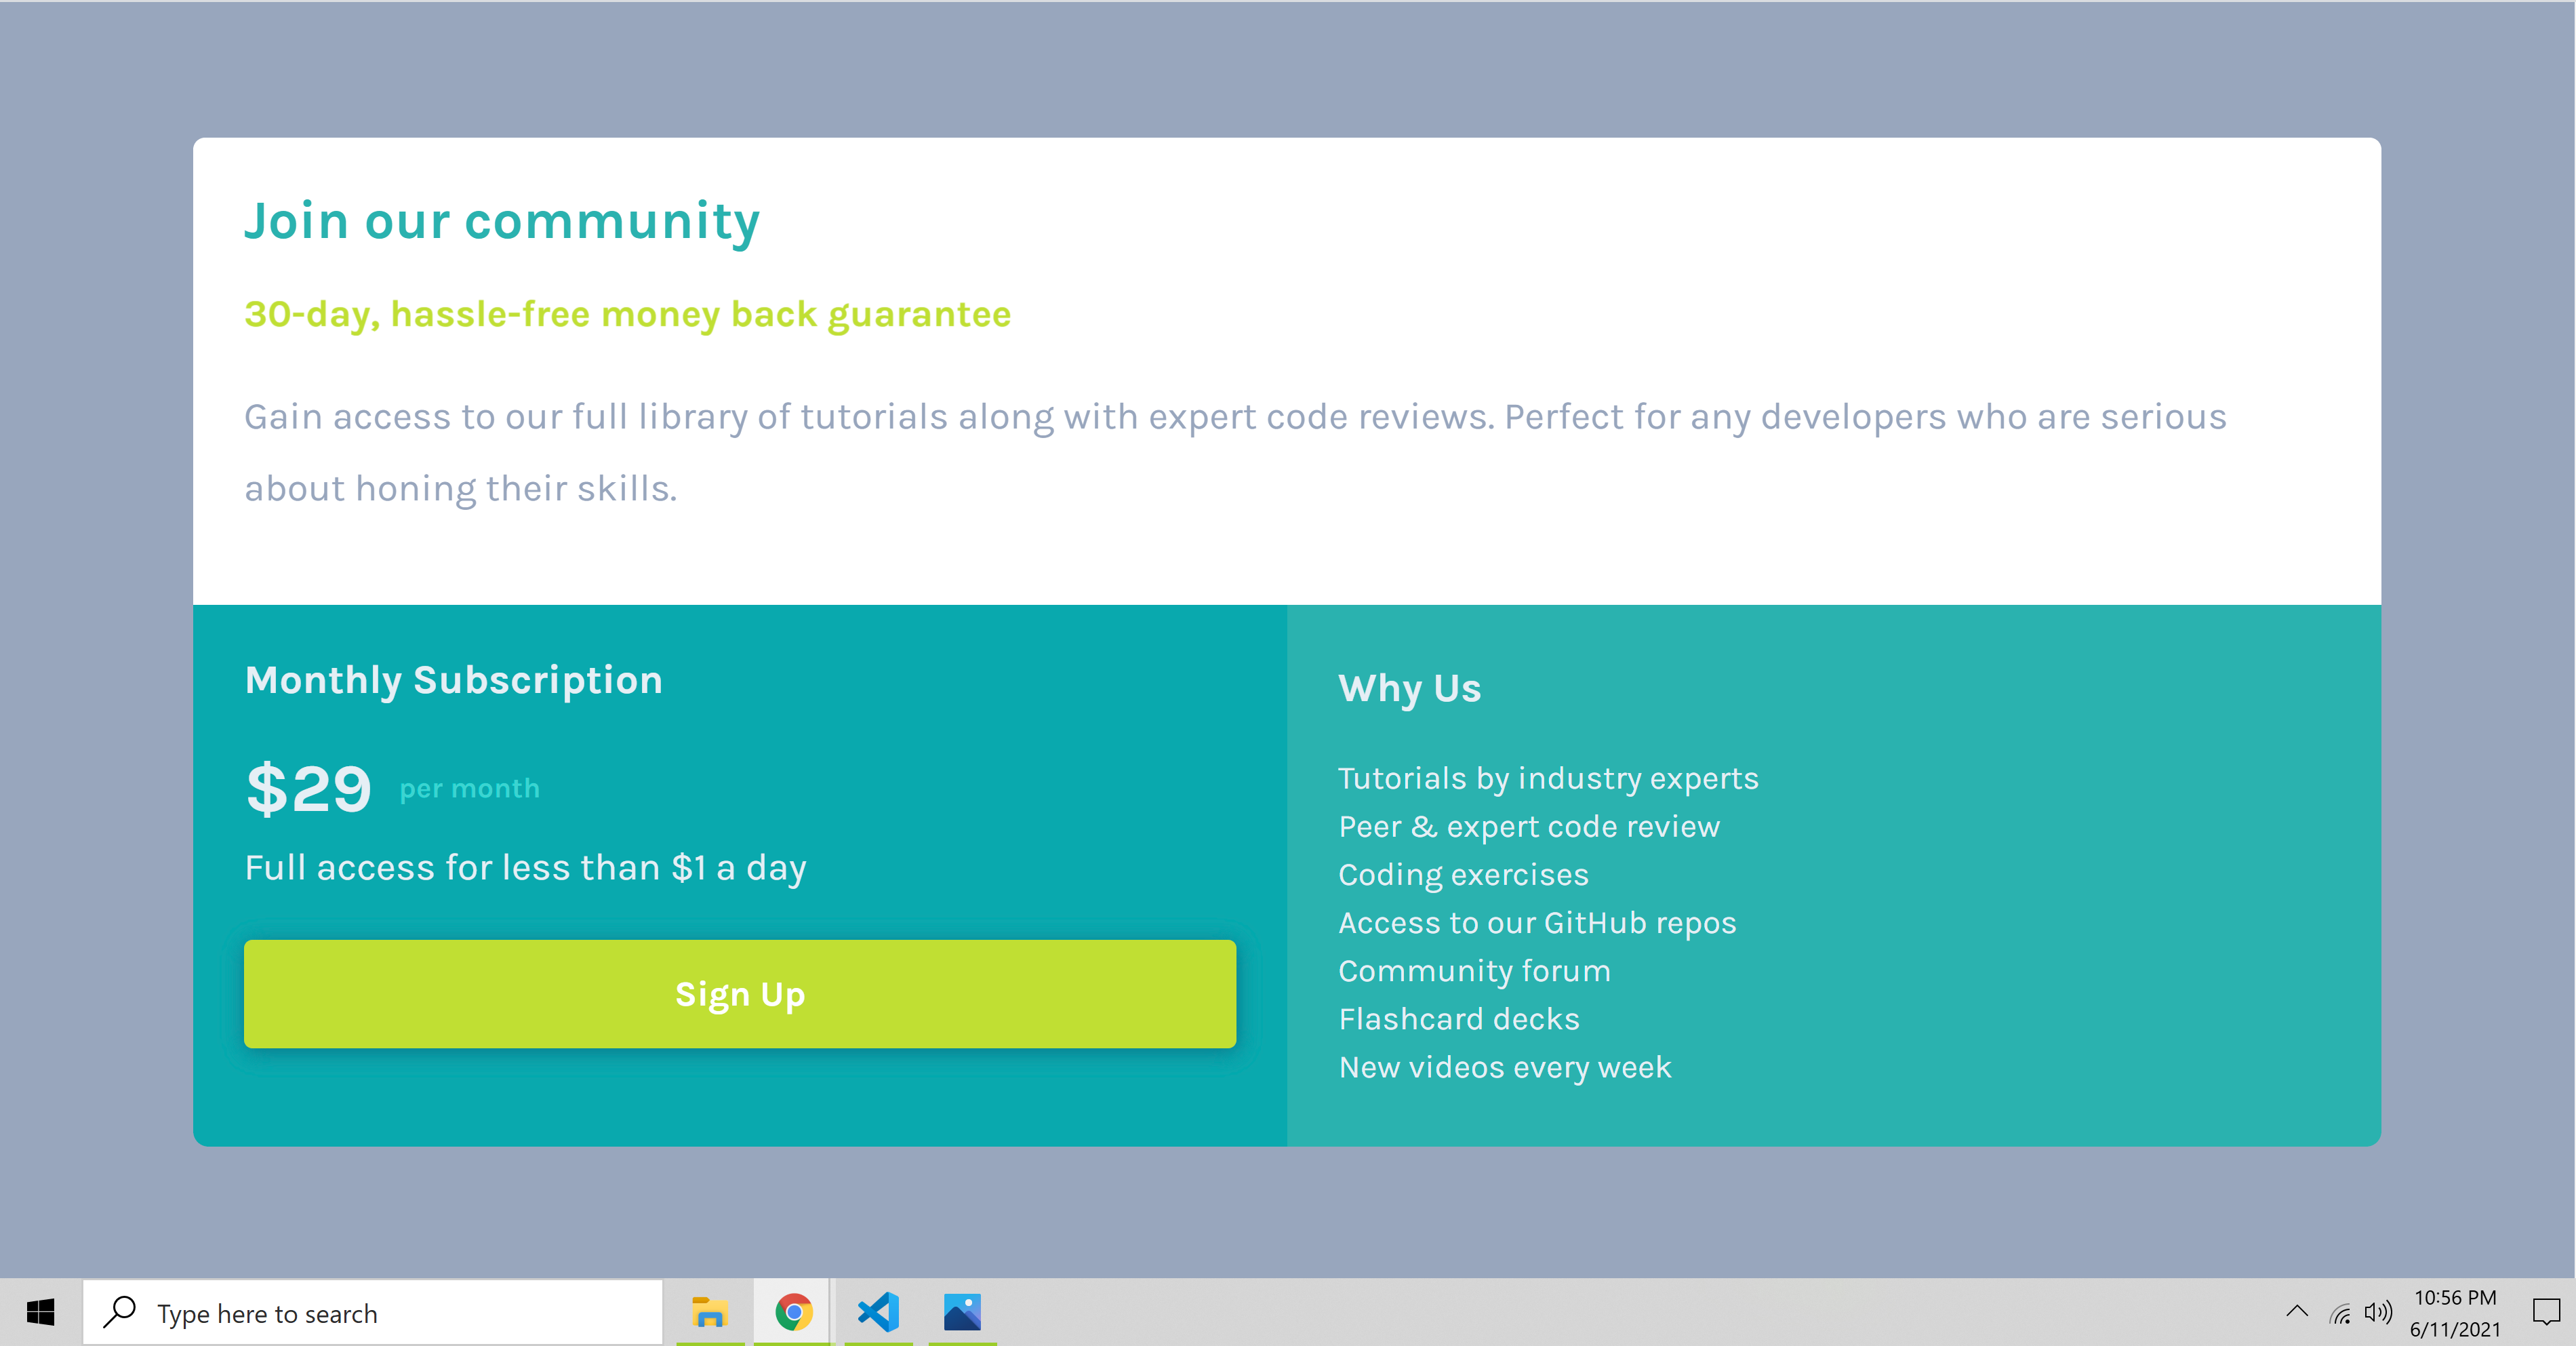 Join our community
30-day, hassle-free money back guarantee
Gain access to our full library of tutorials along with expert code reviews. Perfect for any developers who are serious
about honing their skills.
Monthly Subscription
$29 per month
Full access for less than $1 a day
Sign Up
Why Us
Tutorials by industry experts
Peer & expert code review
Coding exercises
Access to our GitHub repos
Community forum
Flashcard decks
New videos every week
Type here to search
10:56 PM
6/11/2021